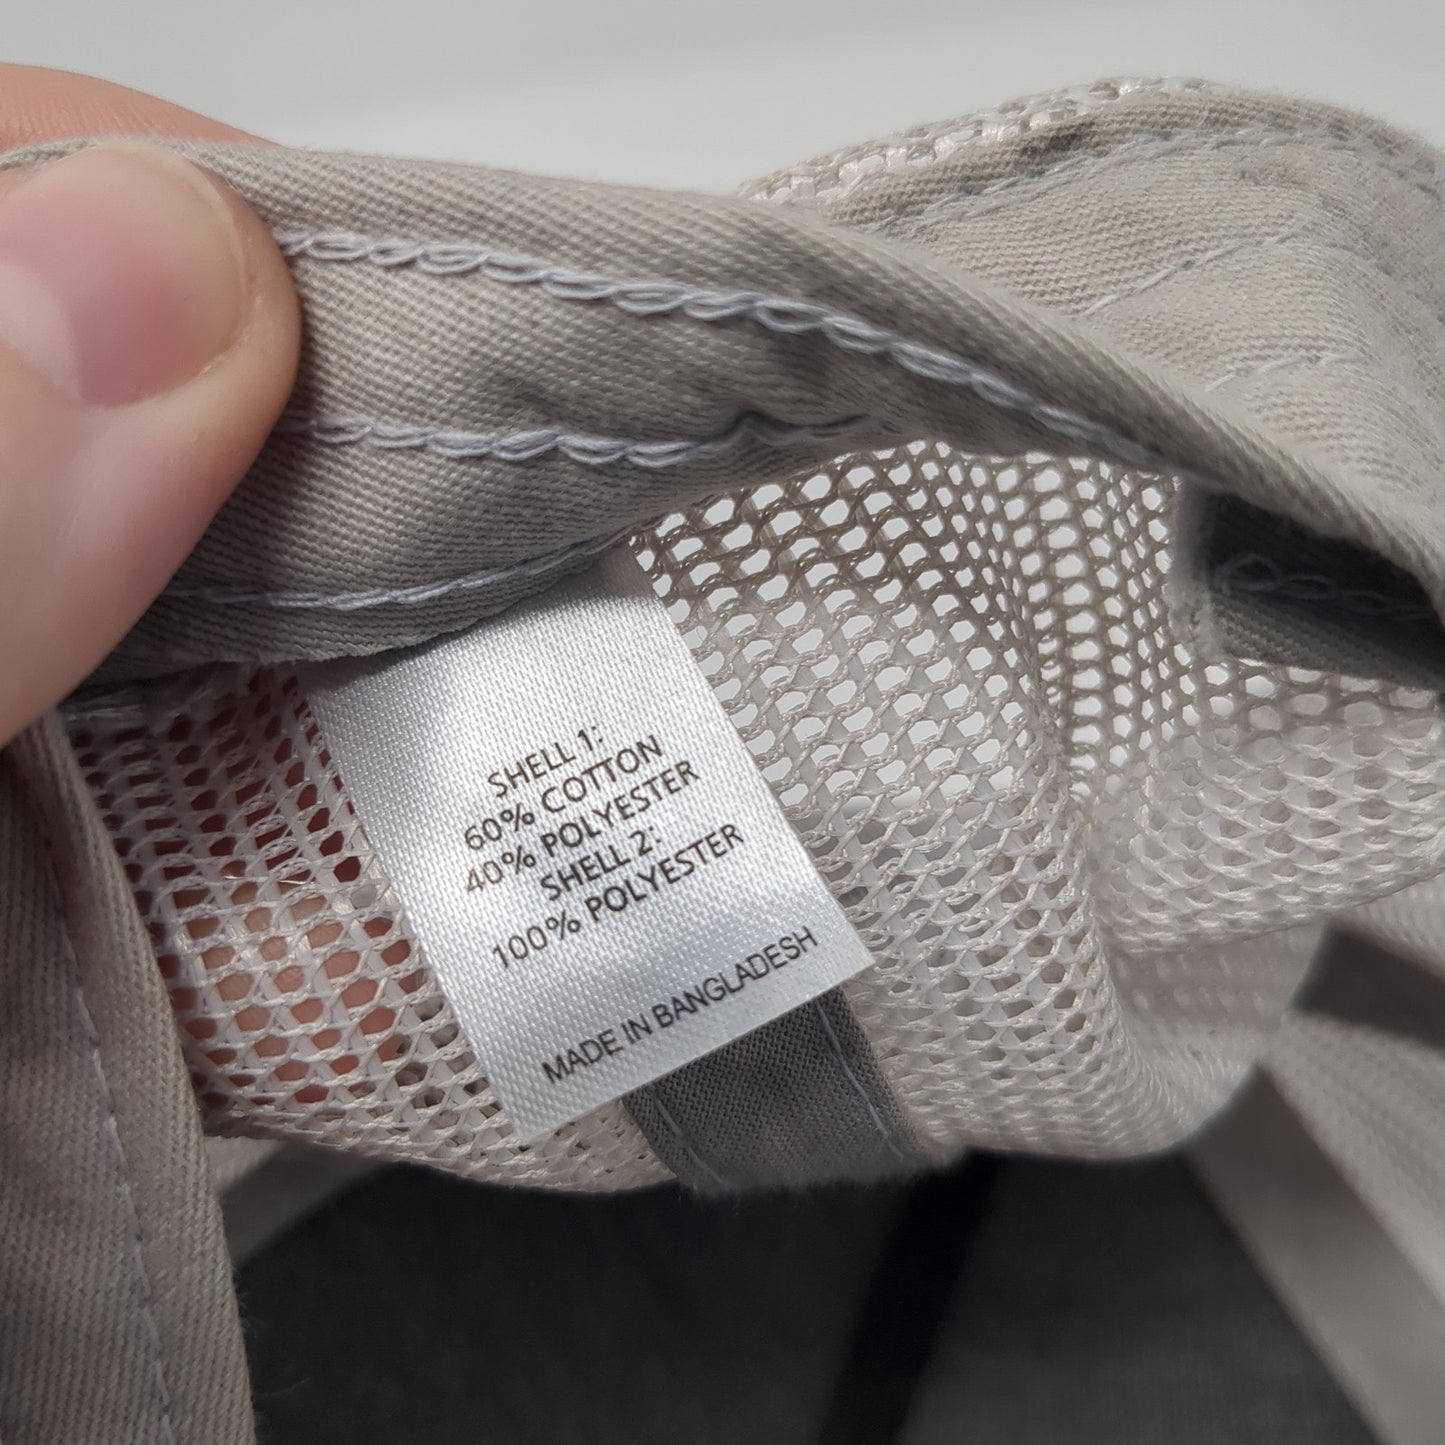 SHELL 1:
60% COTTON
40% POLYESTER
SHELL 2:
100% POLYESTER
MADE IN BANGLADESH